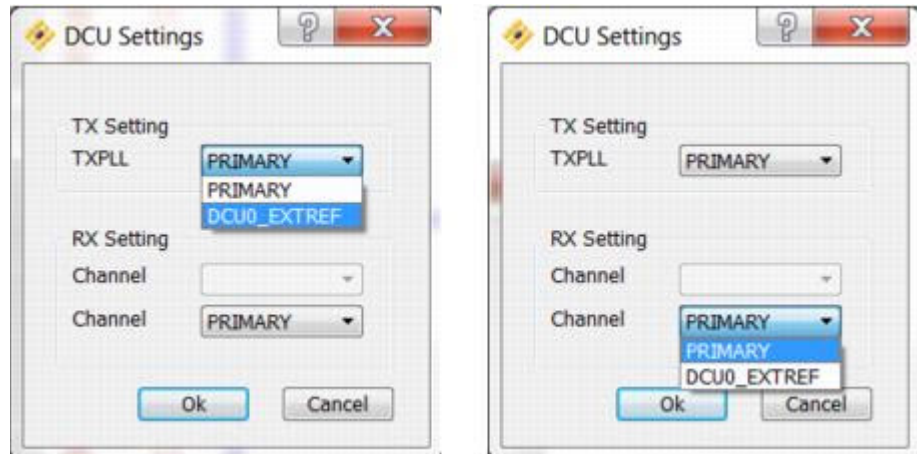 DCU Settings
TX Setting
TXPLL PRIMARY
PRIMARY
DCU0_EXTREF
RX Setting
Channel
Channel PRIMARY
Ok Cancel
DCU Settings
TX Setting
TXPLL PRIMARY
RX Setting
Channel
Channel PRIMARY
PRIMARY
DCU0_EXTREF
Ok Cancel